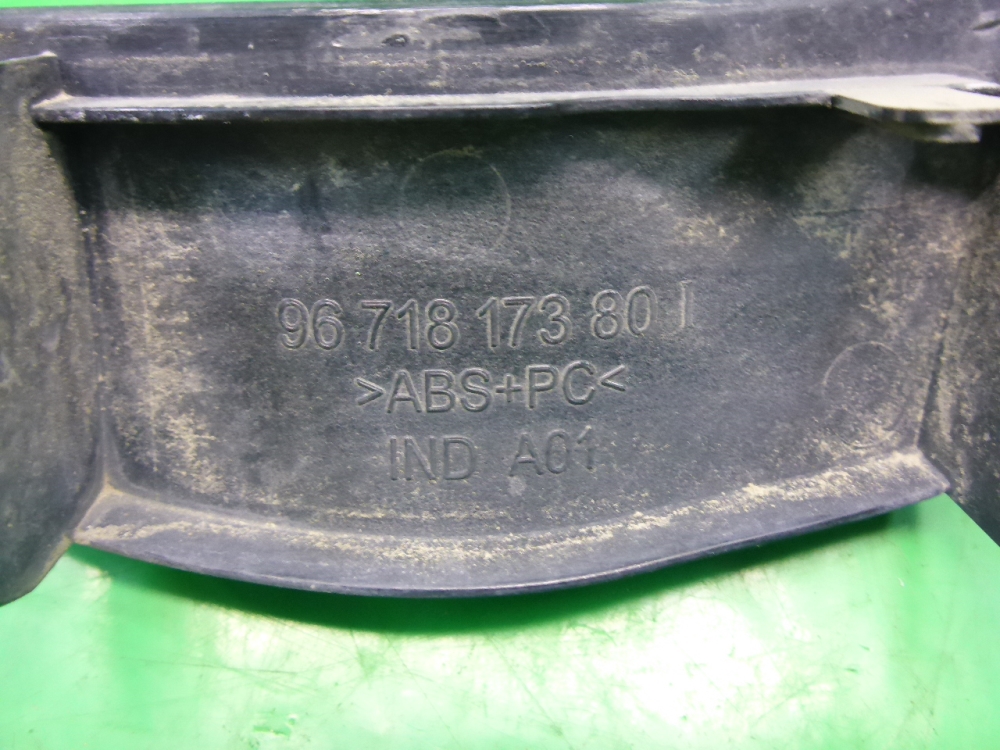 96 718 173 80 I
>ABS+PC<
IND A01